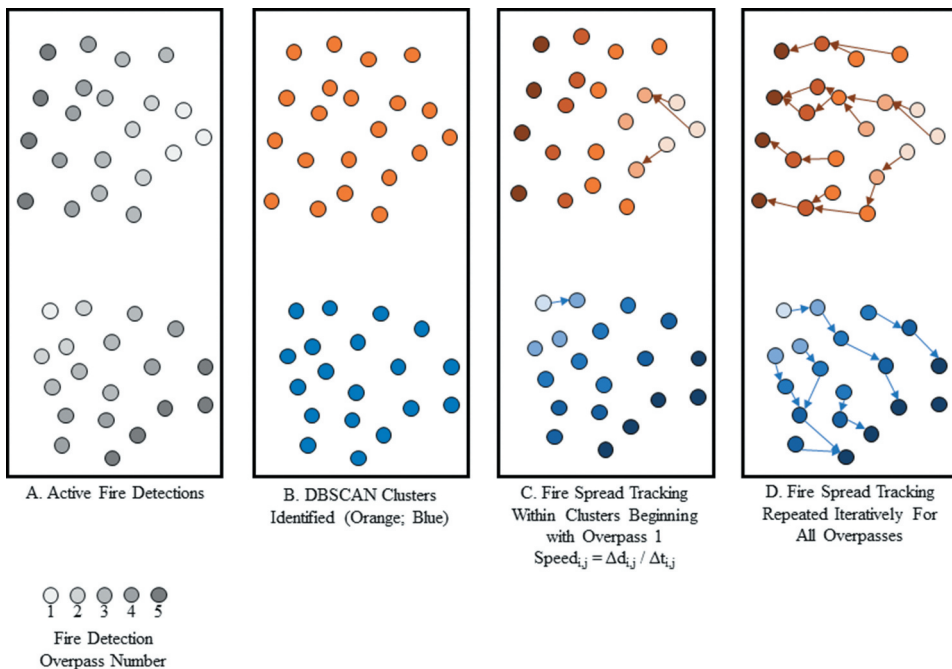 A. Active Fire Detections
B. DBSCAN Clusters
Identified (Orange; Blue)
C. Fire Spread Tracking
Within Clusters Beginning
with Overpass 1
Speedi,j = Δdi,j / Δti,j
D. Fire Spread Tracking
Repeated Iteratively For
All Overpasses
1 2 3 4 5
Fire Detection
Overpass Number